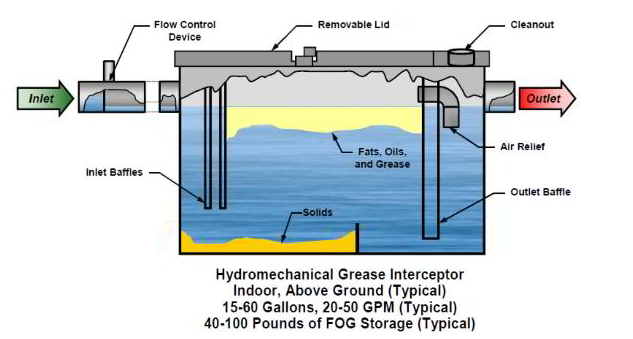 Flow Control
Device
Removable Lid
Cleanout
Inlet
Outlet
Air Relief
Fats, Oils,
and Grease
Inlet Baffles
Outlet Baffle
Solids
Hydromechanical Grease Interceptor
Indoor, Above Ground (Typical)
15-60 Gallons, 20-50 GPM (Typical)
40-100 Pounds of FOG Storage (Typical)